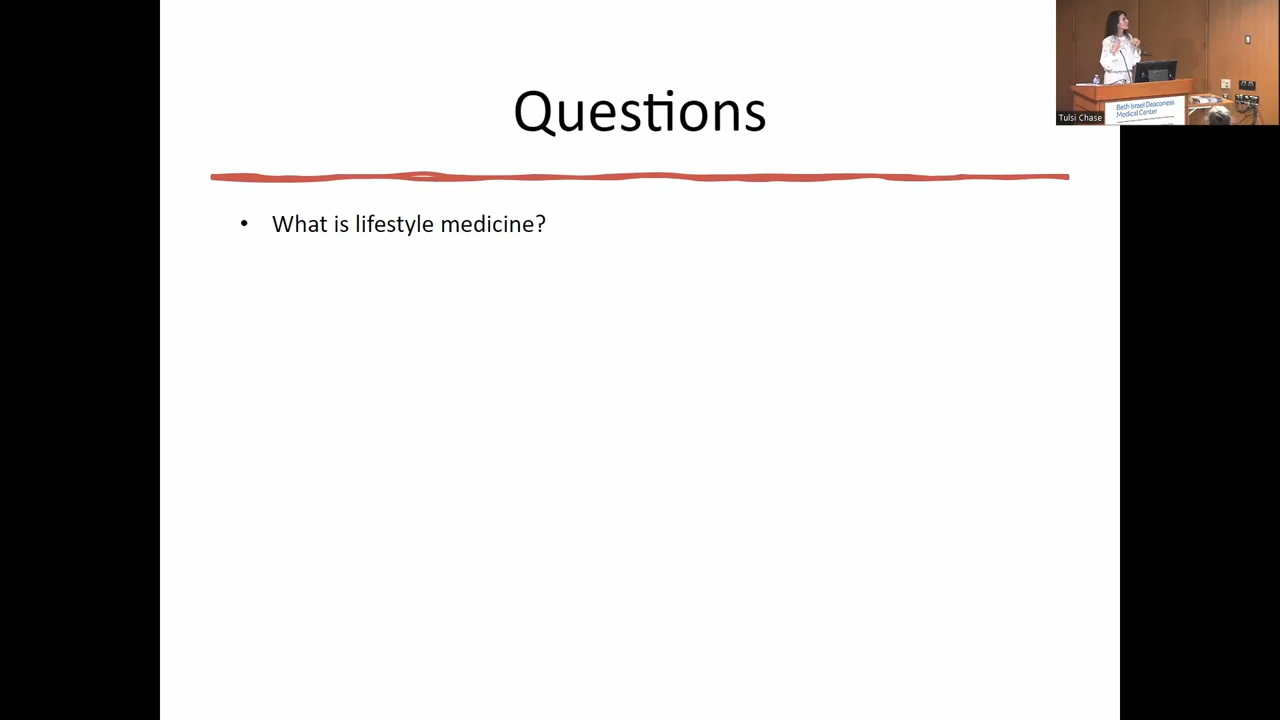 Questions
• What is lifestyle medicine?
Beth Israel Deaconess
Medical Center
Tulsi Chase